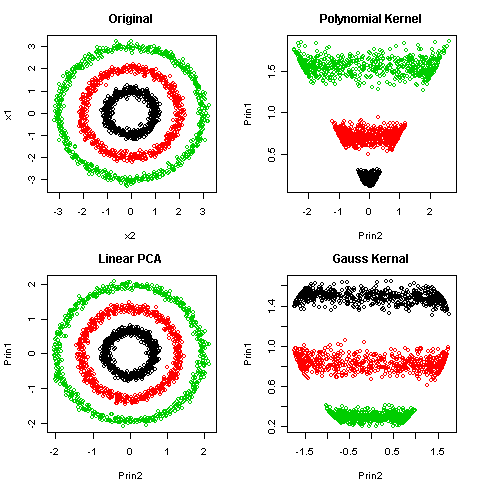 Original
x1
3
2
1
0
-1
-2
-3
-3 -2 -1 0 1 2 3
x2
Polynomial Kernel
Prin1
1.5
1.0
0.5
-2 -1 0 1 2
Prin2
Linear PCA
Prin1
2
1
0
-1
-2
-2 -1 0 1 2
Prin2
Gauss Kernal
Prin1
1.4
1.0
0.6
0.2
-1.5 -0.5 0.5 1.5
Prin2